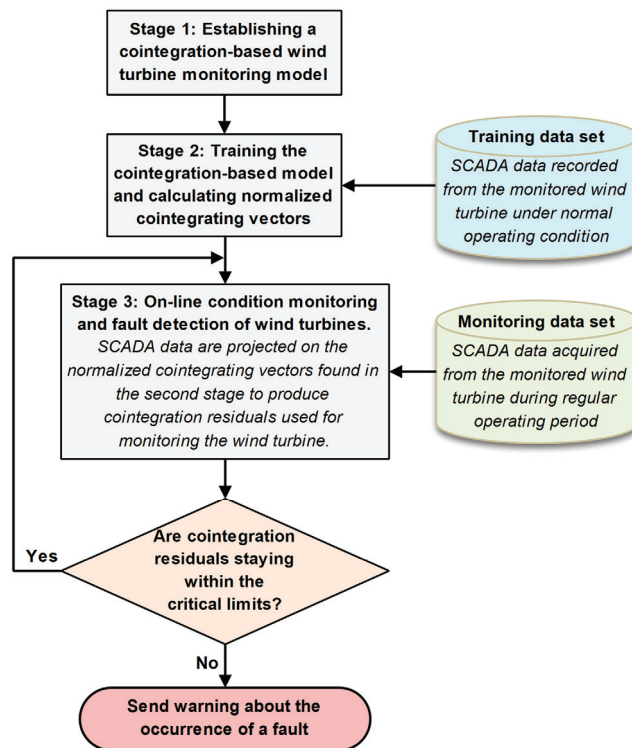 Stage 1: Establishing a
cointegration-based wind
turbine monitoring model
Stage 2: Training the
cointegration-based model
and calculating normalized
cointegrating vectors
Training data set
SCADA data recorded
from the monitored wind
turbine under normal
operating condition
Stage 3: On-line condition monitoring
and fault detection of wind turbines.
SCADA data are projected on the
normalized cointegrating vectors found in
the second stage to produce
cointegration residuals used for
monitoring the wind turbine.
Monitoring data set
SCADA data acquired
from the monitored wind
turbine during regular
operating period
Are cointegration
residuals staying
within the
critical limits?
Yes
No
Send warning about the
occurrence of a fault